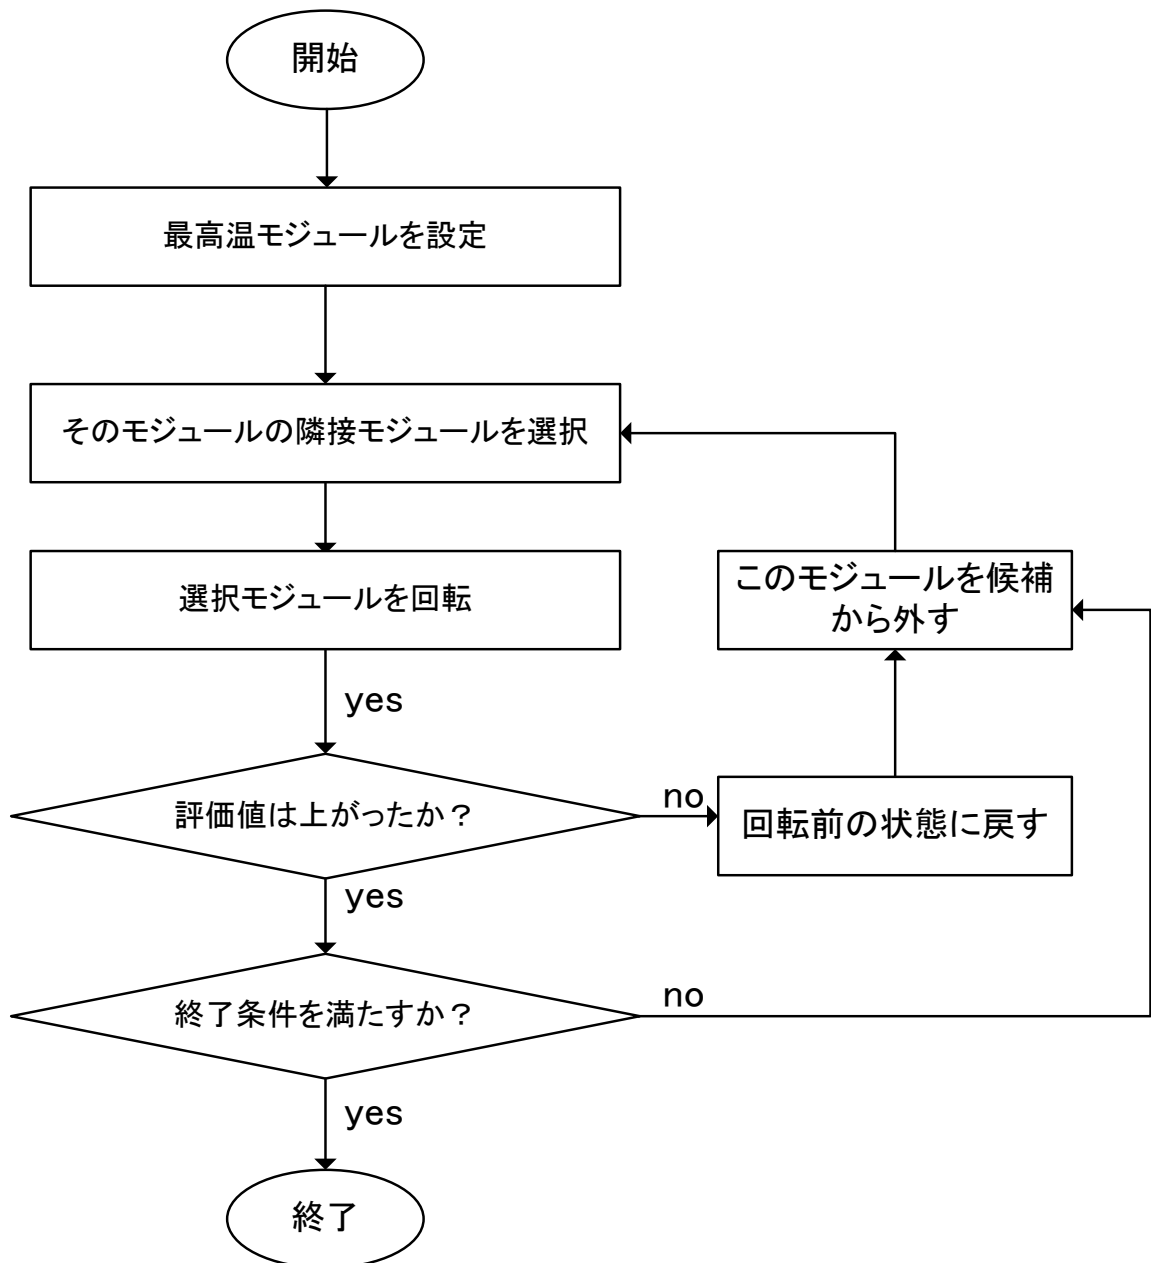 開始
最高温モジュールを設定
そのモジュールの隣接モジュールを選択
選択モジュールを回転
このモジュールを候補
から外す
yes
評価値は上がったか？
no
回転前の状態に戻す
yes
終了条件を満たすか？
no
yes
終了